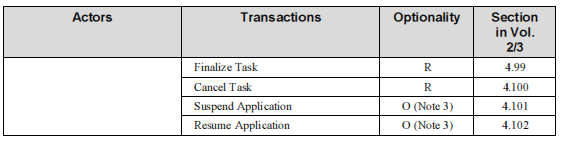 Actors Transactions Optionality Section
in Vol.
2/3
Finalize Task R 4.99
Cancel Task R 4.100
Suspend Application O (Note 3) 4.101
Resume Application O (Note 3) 4.102